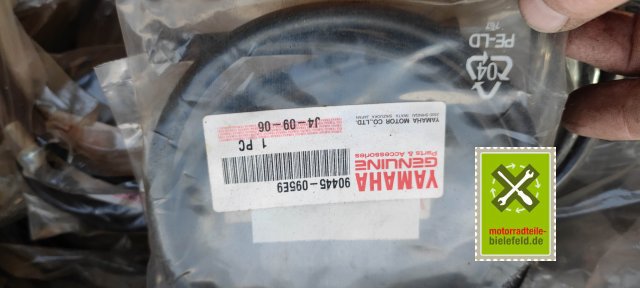 YAMAHA
GENUINE
Parts & Accessories
90445-095E9
1 PC
J4-09-06
YAMAHA MOTOR CO.,LTD.
04
PE-LD
767
motorradteile-
bielefeld.de